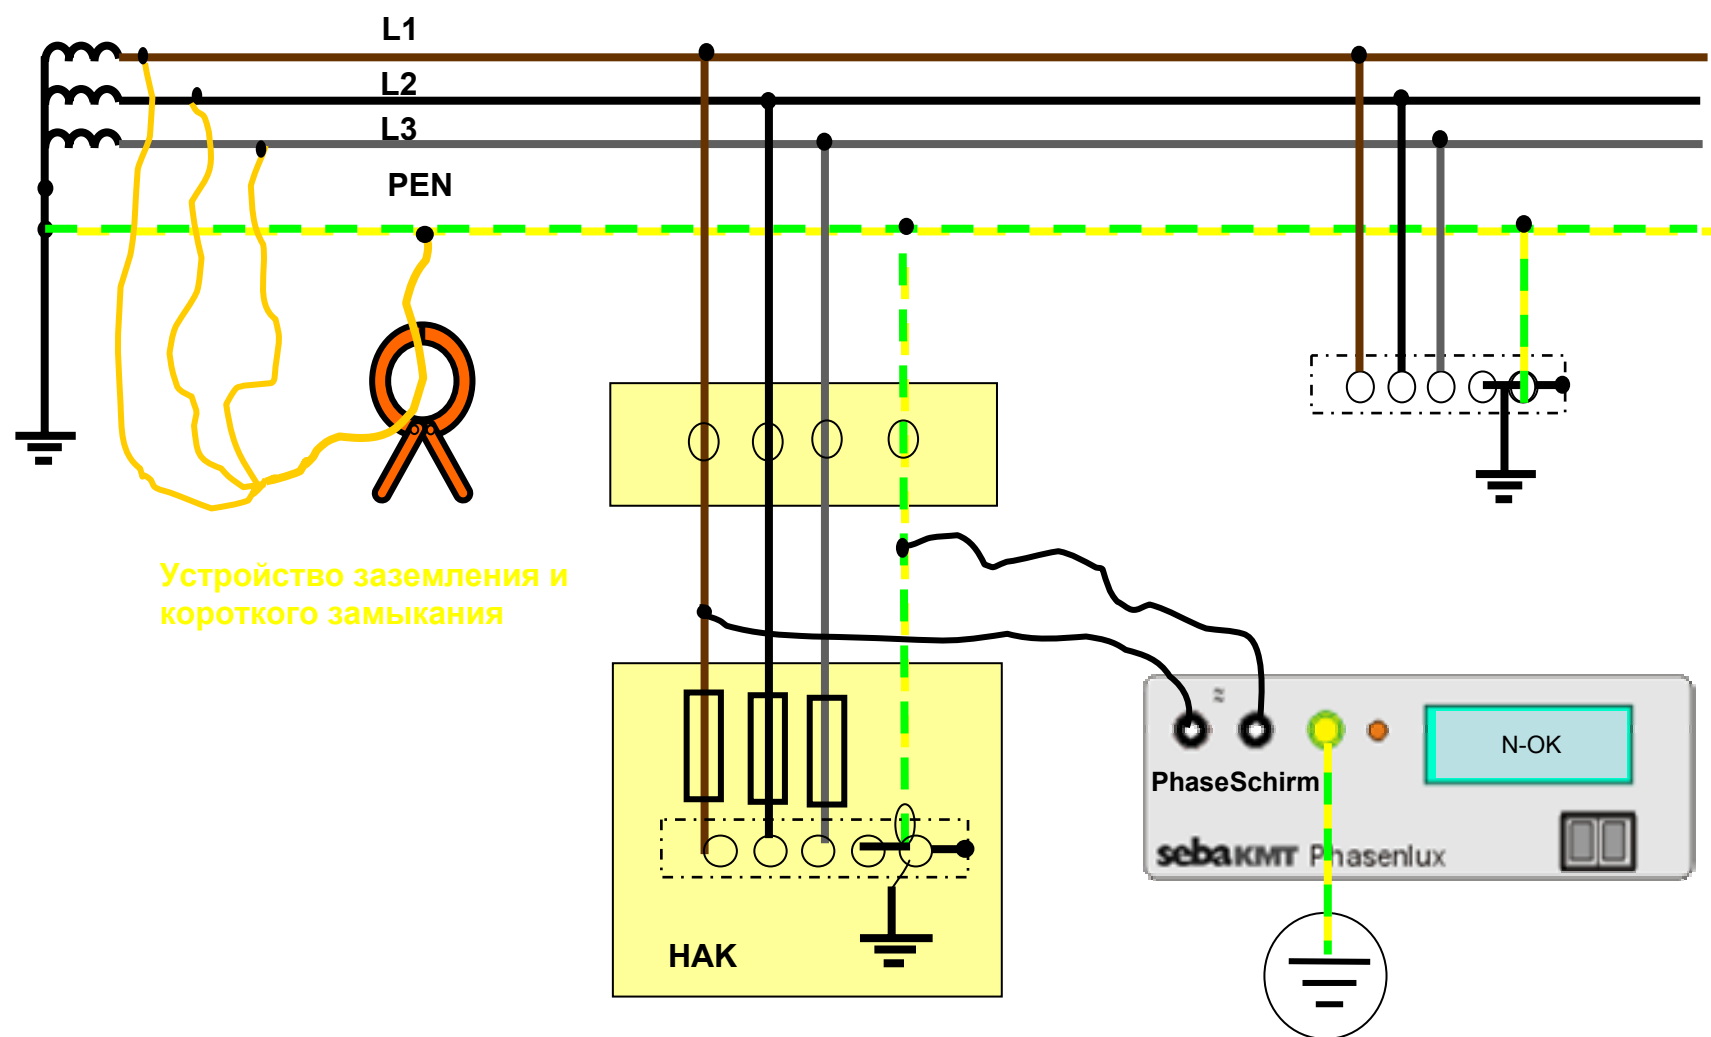 L1
L2
L3
PEN
Устройство заземления и
короткого замыкания
≈
N-OK
PhaseSchirm
sebaKMT Phasenlux
HAK